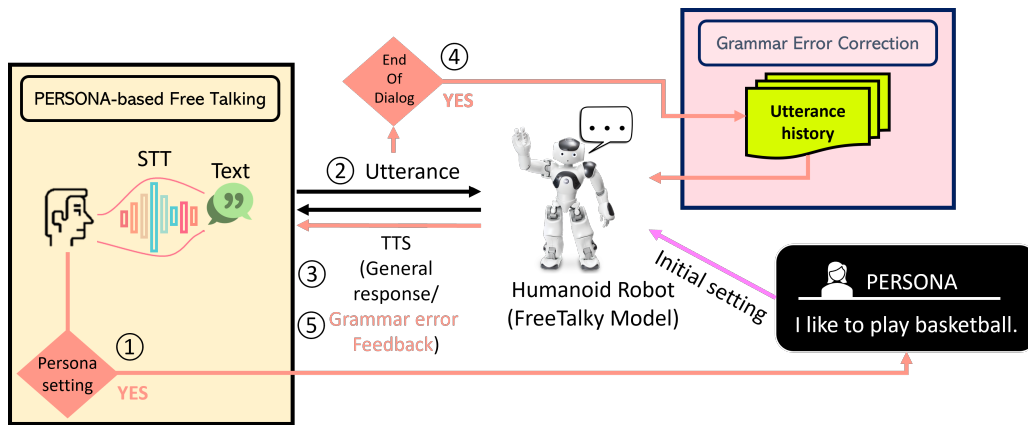 PERSONA-based Free Talking
STT
Text
Persona
setting
①
YES
End
Of
Dialog
④
YES
② Utterance
TTS
③ (General
response/
⑤ Grammar error
Feedback)
Humanoid Robot
(FreeTalky Model)
Grammar Error Correction
Utterance
history
Initial setting
PERSONA
I like to play basketball.